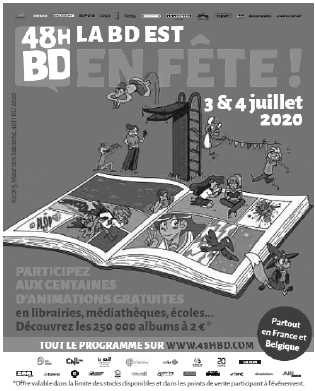 48H LA BD EST
BD EN FÊTE !
3 & 4 juillet
2020
PARTICIPEZ
AUX CENTAINES
D'ANIMATIONS GRATUITES
en librairies, médiathèques, écoles...
Découvrez les 250 000 albums à 2 €*
Partout
en France et
Belgique
TOUT LE PROGRAMME SUR WWW.48HBD.COM
*Offre valable dans la limite des stocks disponibles et dans les points de vente participant à l'événement.